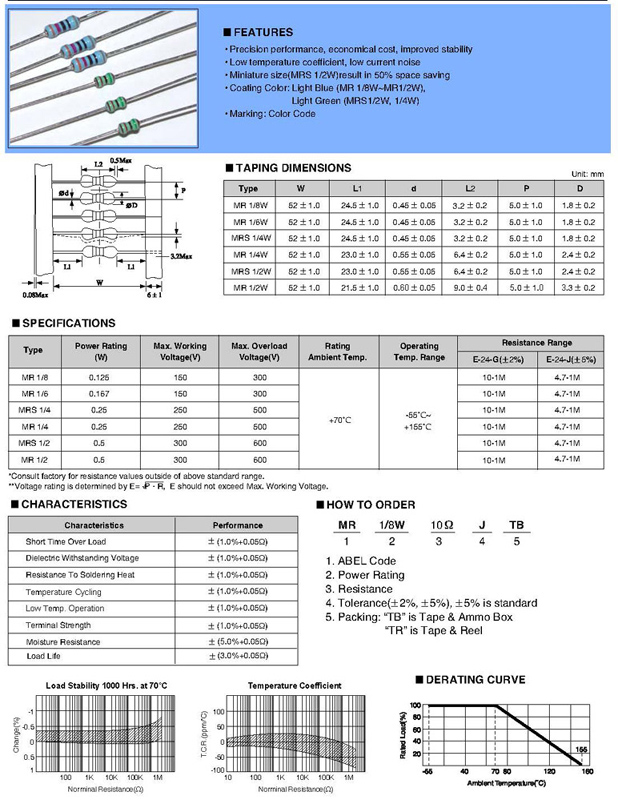 ■ FEATURES
• Precision performance, economical cost, improved stability
• Low temperature coefficient, low current noise
• Miniature size(MRS 1/2W)result in 50% space saving
• Coating Color: Light Blue (MR 1/8W~MR1/2W),
Light Green (MRS1/2W, 1/4W)
• Marking: Color Code
L2 0.5Max
Ød ØD P
L1 L1 3.2Max
W
0.08Max 6±1
■ TAPING DIMENSIONS
Unit: mm
Type W L1 d L2 P D
MR 1/8W 52 ± 1.0 24.5 ± 1.0 0.45 ± 0.05 3.2 ± 0.2 5.0 ± 1.0 1.8 ± 0.2
MR 1/6W 52 ± 1.0 24.5 ± 1.0 0.45 ± 0.05 3.2 ± 0.2 5.0 ± 1.0 1.8 ± 0.2
MRS 1/4W 52 ± 1.0 24.5 ± 1.0 0.45 ± 0.05 3.2 ± 0.2 5.0 ± 1.0 1.8 ± 0.2
MR 1/4W 52 ± 1.0 23.0 ± 1.0 0.55 ± 0.05 6.4 ± 0.2 5.0 ± 1.0 2.4 ± 0.2
MRS 1/2W 52 ± 1.0 23.0 ± 1.0 0.55 ± 0.05 6.4 ± 0.2 5.0 ± 1.0 2.4 ± 0.2
MR 1/2W 52 ± 1.0 21.5 ± 1.0 0.60 ± 0.05 9.0 ± 0.4 5.0 ± 1.0 3.3 ± 0.2
■ SPECIFICATIONS
Type Power Rating (W) Max. Working Voltage(V) Max. Overload Voltage(V) Rating Ambient Temp. Operating Temp. Range Resistance Range
E-24-G(±2%) E-24-J(±5%)
MR 1/8 0.125 150 300 10-1M 4.7-1M
MR 1/6 0.167 150 300 10-1M 4.7-1M
MRS 1/4 0.25 250 500 10-1M 4.7-1M
+70°C -55°C~ +155°C
MR 1/4 0.25 250 500 10-1M 4.7-1M
MRS 1/2 0.5 300 600 10-1M 4.7-1M
MR 1/2 0.5 300 600 10-1M 4.7-1M
*Consult factory for resistance values outside of above standard range.
**Voltage rating is determined by E= √P · R, E should not exceed Max. Working Voltage.
■ CHARACTERISTICS
Characteristics Performance
Short Time Over Load ± (1.0%+0.05Ω)
Dielectric Withstanding Voltage ± (1.0%+0.05Ω)
Resistance To Soldering Heat ± (1.0%+0.05Ω)
Temperature Cycling ± (1.0%+0.05Ω)
Low Temp. Operation ± (1.0%+0.05Ω)
Terminal Strength ± (1.0%+0.05Ω)
Moisture Resistance ± (5.0%+0.05Ω)
Load Life ± (3.0%+0.05Ω)
■ HOW TO ORDER
MR 1/8W 10 Ω J TB
1 2 3 4 5
1. ABEL Code
2. Power Rating
3. Resistance
4. Tolerance(±2%, ±5%), ±5% is standard
5. Packing: "TB" is Tape & Ammo Box
"TR" is Tape & Reel
Load Stability 1000 Hrs. at 70°C
Change(%)
-1
-0.5
0
0.5
1
100 1K 10K 100K 1M
Norminal Resistance(Ω)
Temperature Coefficient
T.C.R. (ppm/°C)
100
50
0
-50
-100
10 100 1K 10K 100K 1M
Norminal Resistance(Ω)
■ DERATING CURVE
Rated Load(%)
100
80
60
40
20
155
-55 40 70 80 120 160
Ambient Temperature(°C)